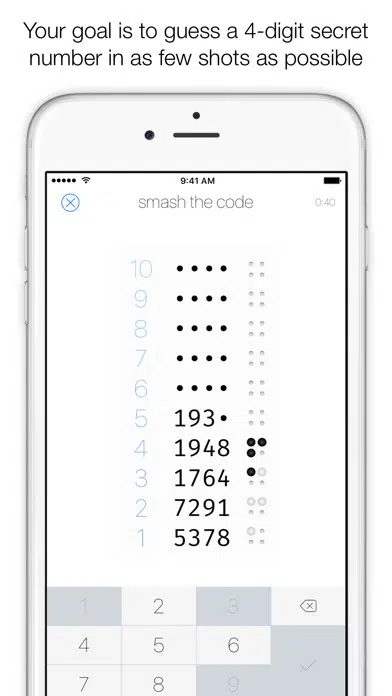 Your goal is to guess a 4-digit secret
number in as few shots as possible
9:41 AM
smash the code
0:40
10 • • • •
9 • • • •
8 • • • •
7 • • • •
6 • • • •
5 193•
4 1948
3 1764
2 7291
1 5378
1 2 3
4 5 6
7 8 9